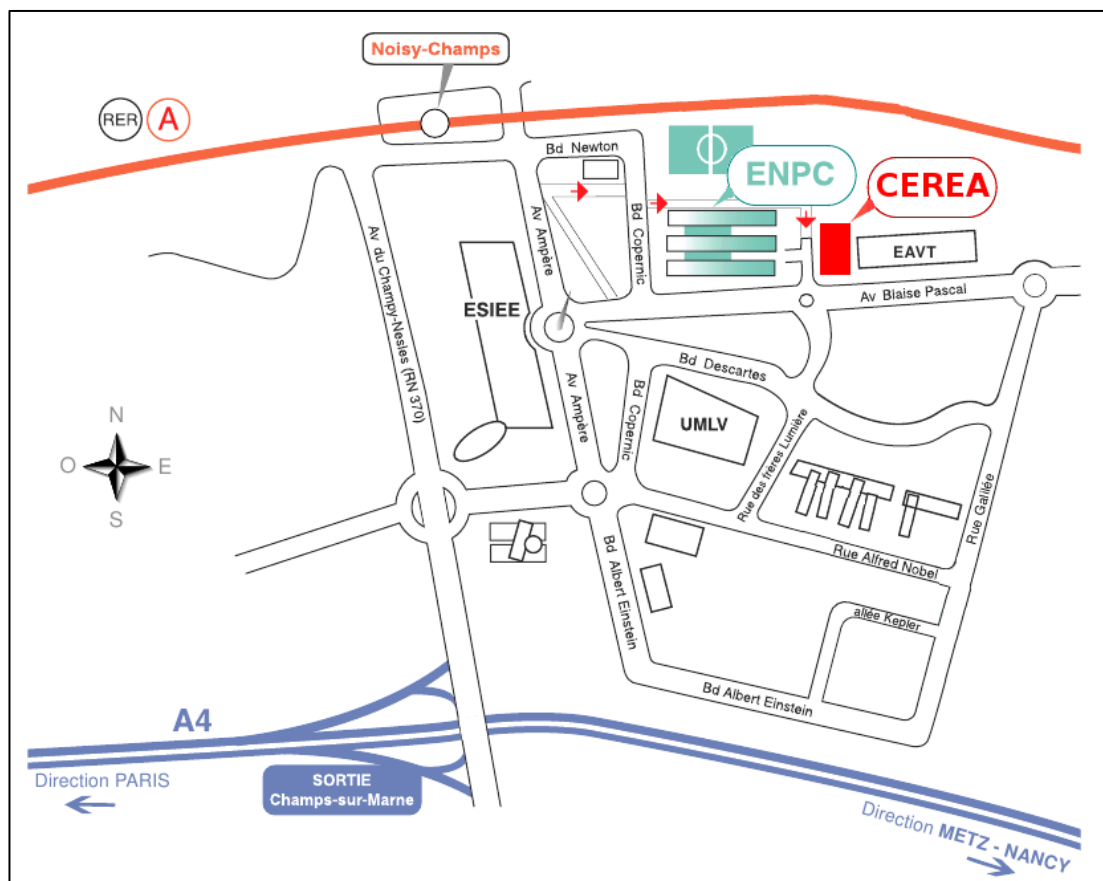 Noisy-Champs
RER A
Bd Newton
ENPC
CEREA
Av Ampère
Bd Copernic
EAVT
Av du Champy-Nesles (RN 370)
ESIEE
Av Blaise Pascal
Bd Descartes
Av Ampère
Bd Copernic
UMLV
Rue des frères Lumière
N
O E
S
Rue Galilée
Rue Alfred Nobel
Bd Albert Einstein
allée Kepler
Bd Albert Einstein
A4
Direction PARIS
SORTIE
Champs-sur-Marne
Direction METZ - NANCY